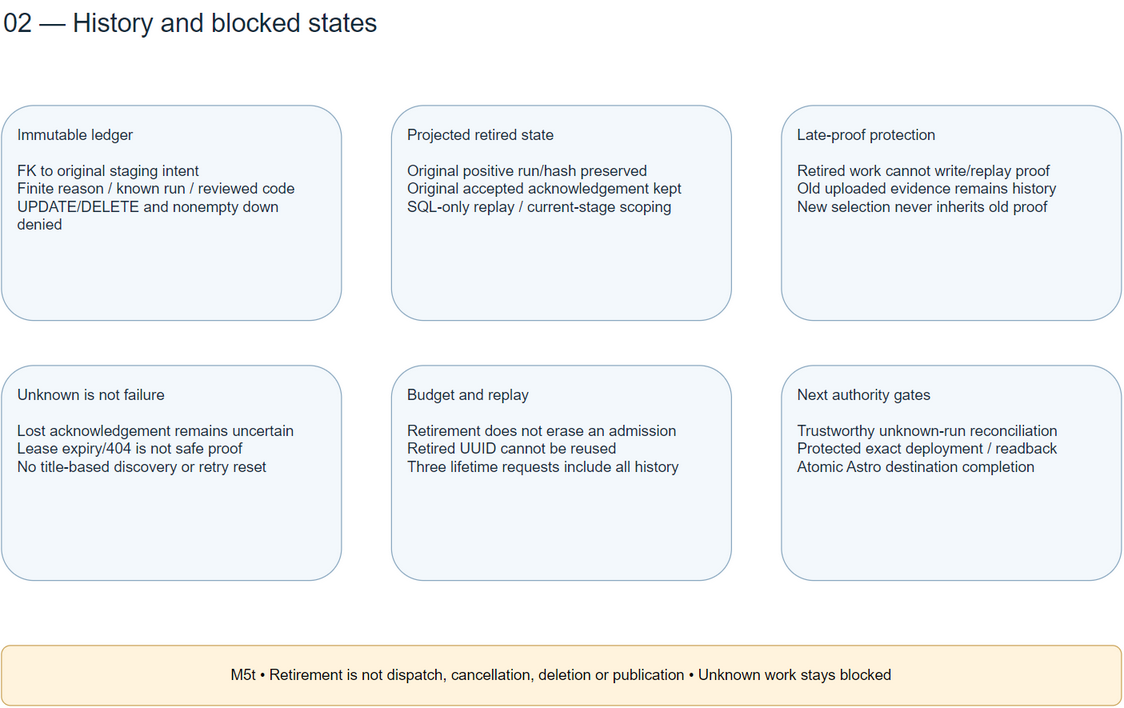 02 — History and blocked states
Immutable ledger
FK to original staging intent
Finite reason / known run / reviewed code
UPDATE/DELETE and nonempty down
denied
Projected retired state
Original positive run/hash preserved
Original accepted acknowledgement kept
SQL-only replay / current-stage scoping
Late-proof protection
Retired work cannot write/replay proof
Old uploaded evidence remains history
New selection never inherits old proof
Unknown is not failure
Lost acknowledgement remains uncertain
Lease expiry/404 is not safe proof
No title-based discovery or retry reset
Budget and replay
Retirement does not erase an admission
Retired UUID cannot be reused
Three lifetime requests include all history
Next authority gates
Trustworthy unknown-run reconciliation
Protected exact deployment / readback
Atomic Astro destination completion
M5t • Retirement is not dispatch, cancellation, deletion or publication • Unknown work stays blocked